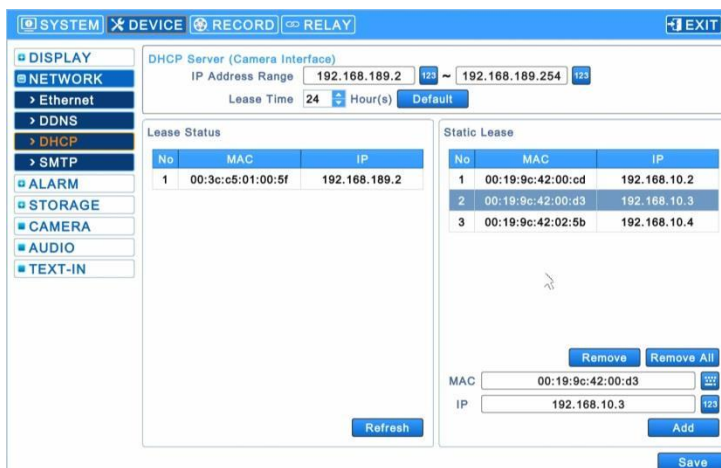 SYSTEM DEVICE RECORD RELAY EXIT
DISPLAY
NETWORK
> Ethernet
> DDNS
> DHCP
> SMTP
ALARM
STORAGE
CAMERA
AUDIO
TEXT-IN
DHCP Server (Camera Interface)
IP Address Range 192.168.189.2 123 ~ 192.168.189.254 123
Lease Time 24 Hour(s) Default
Lease Status
No MAC IP
1 00:3c:c5:01:00:5f 192.168.189.2
Refresh
Static Lease
No MAC IP
1 00:19:9c:42:00:cd 192.168.10.2
2 00:19:9c:42:00:d3 192.168.10.3
3 00:19:9c:42:02:5b 192.168.10.4
Remove Remove All
MAC 00:19:9c:42:00:d3
IP 192.168.10.3 123
Add
Save